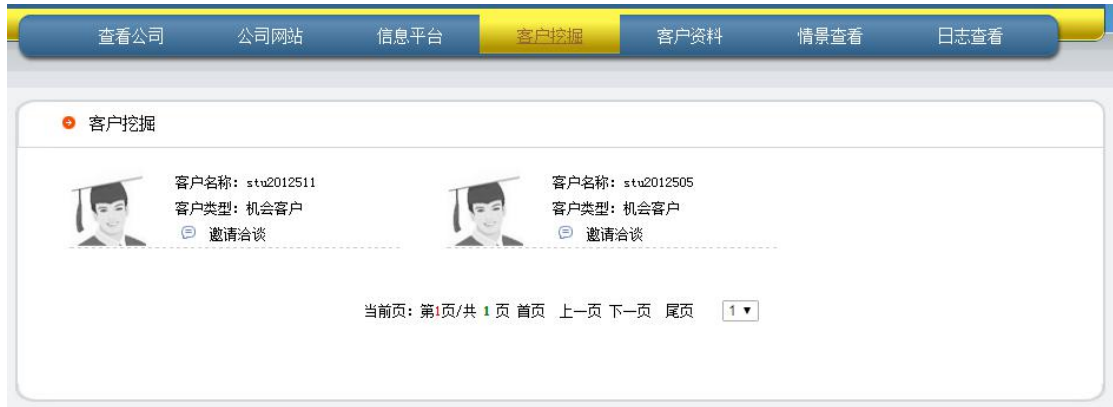 查看公司 公司网站 信息平台 客户挖掘 客户资料 情景查看 日志查看
客户挖掘
客户名称：stu2012511 客户名称：stu2012505
客户类型：机会客户 客户类型：机会客户
邀请洽谈 邀请洽谈
当前页：第1页/共 1 页 首页 上一页 下一页 尾页 1